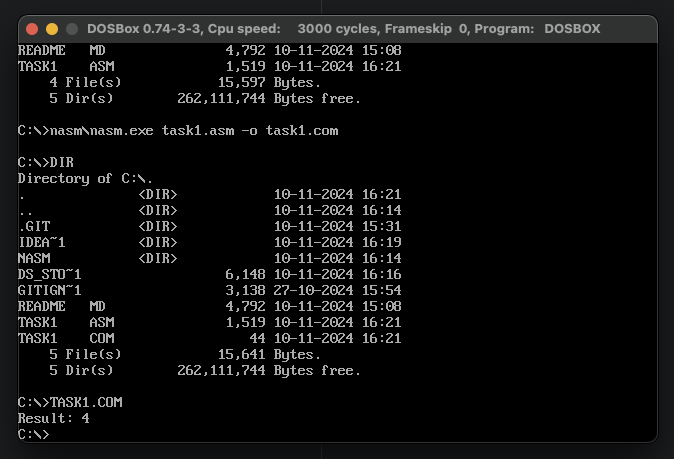 DOSBox 0.74-3-3, Cpu speed:    3000 cycles, Frameskip  0, Program:   DOSBOX
README   MD               4,792 10-11-2024 15:08
TASK1    ASM              1,519 10-11-2024 16:21
    4 File(s)            15,597 Bytes.
    5 Dir(s)        262,111,744 Bytes free.
C:\>nasm\nasm.exe task1.asm -o task1.com
C:\>DIR
Directory of C:\.
.              <DIR>            10-11-2024 16:21
..             <DIR>            10-11-2024 16:14
.GIT           <DIR>            10-11-2024 15:31
IDEA~1         <DIR>            10-11-2024 16:19
NASM           <DIR>            10-11-2024 16:14
DS_STO~1                  6,148 10-11-2024 16:16
GITIGN~1                  3,138 27-10-2024 15:54
README   MD               4,792 10-11-2024 15:08
TASK1    ASM              1,519 10-11-2024 16:21
TASK1    COM                 44 10-11-2024 16:21
    5 File(s)            15,641 Bytes.
    5 Dir(s)        262,111,744 Bytes free.
C:\>TASK1.COM
Result: 4
C:\>